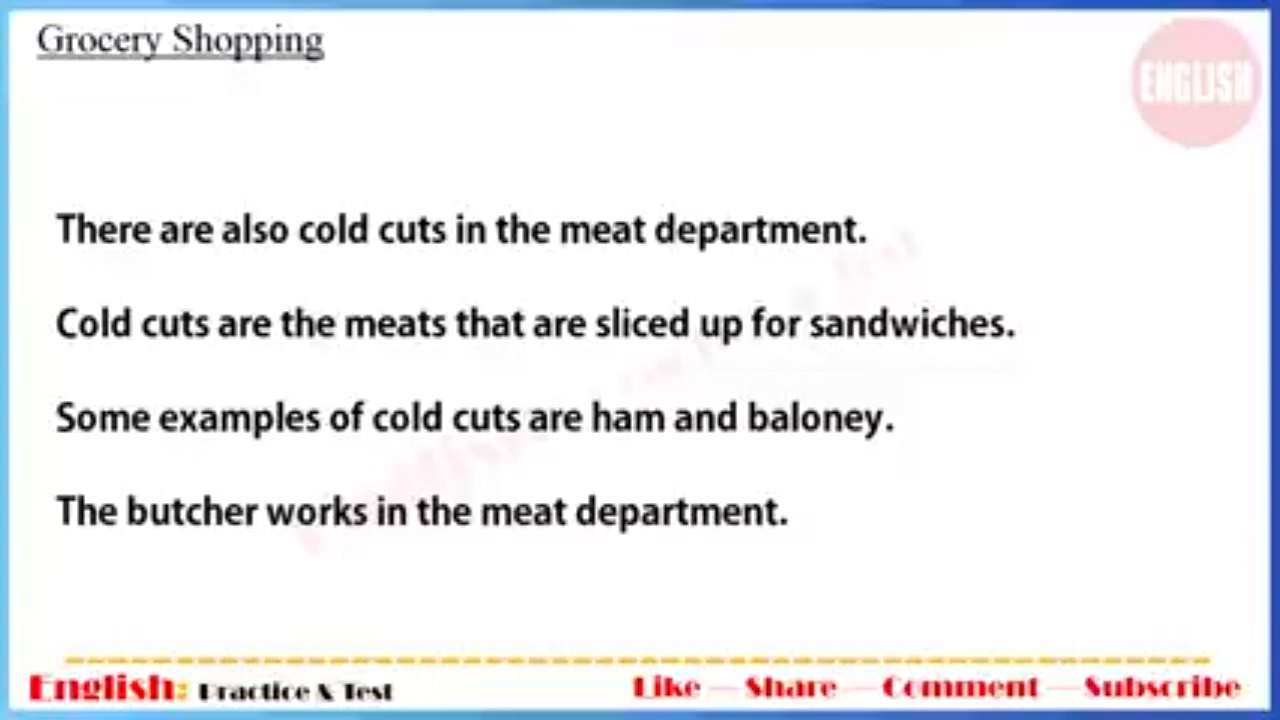 Grocery Shopping
ENGLISH
There are also cold cuts in the meat department.
Cold cuts are the meats that are sliced up for sandwiches.
Some examples of cold cuts are ham and baloney.
The butcher works in the meat department.
English: Practice & Test
Like — Share — Comment — Subscribe